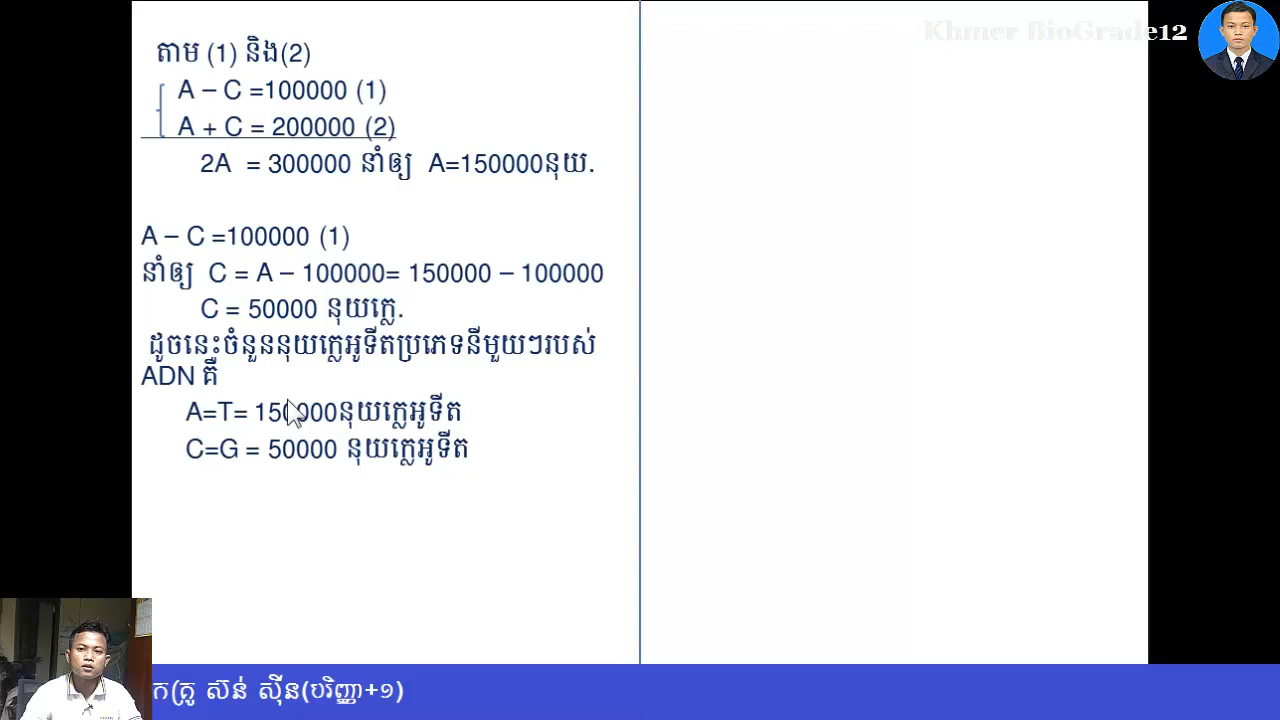 Khmer BioGrade12
តាម (1) និង(2)
A – C =100000 (1)
A + C = 200000 (2)
2A = 300000 នាំឲ្យ A=150000នុយ.
A – C =100000 (1)
នាំឲ្យ C = A – 100000= 150000 – 100000
C = 50000 នុយក្លេ.
ដូចនេះចំនួននុយក្លេអូទីតប្រភេទនីមួយៗរបស់
ADN គឺ
A=T= 150000នុយក្លេអូទីត
C=G = 50000 នុយក្លេអូទីត
កគ្រូ ស៊ន់ ស៊ីន(បរិញ្ញា+១)